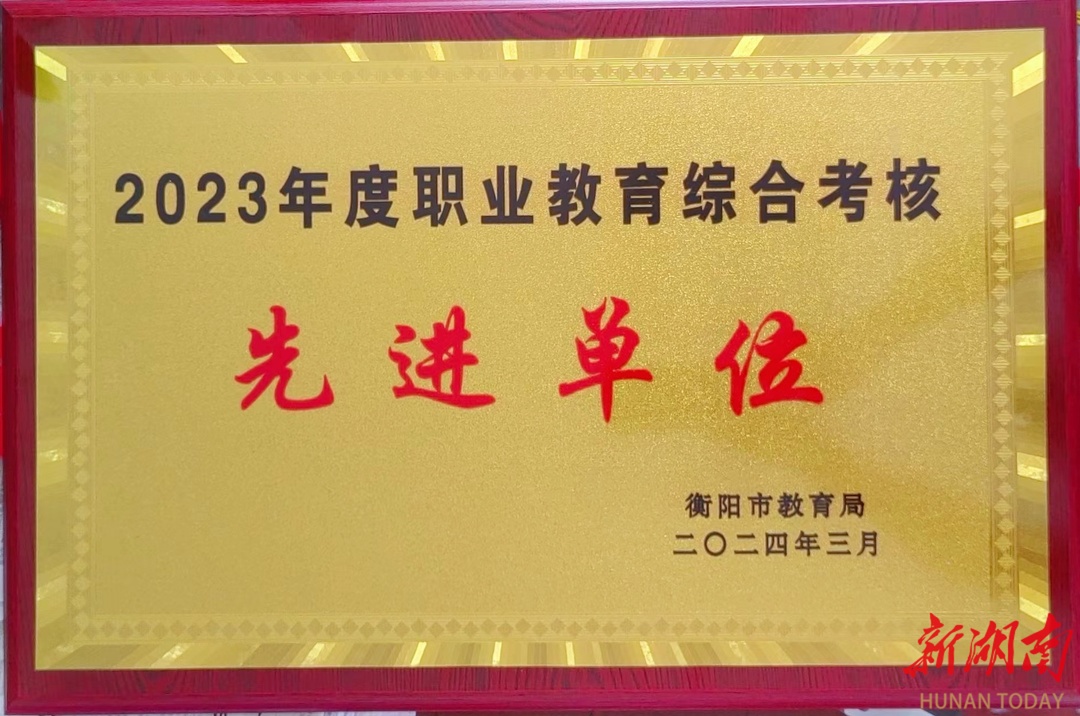 2023年度职业教育综合考核
先进单位
衡阳市教育局
二〇二四年三月
新湖南
HUNAN TODAY